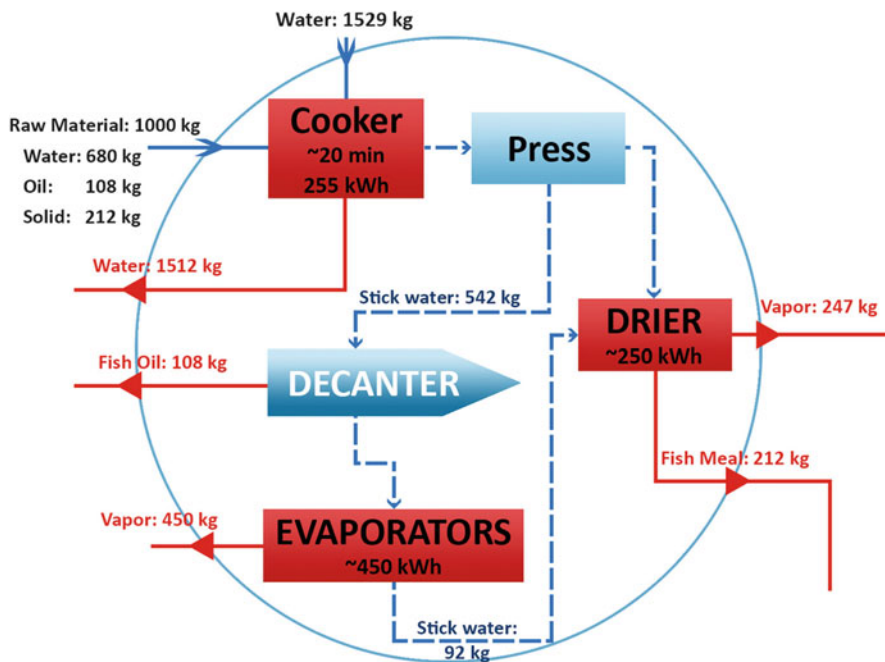 Water: 1529 kg
Raw Material: 1000 kg
Water: 680 kg
Oil: 108 kg
Solid: 212 kg
Cooker
~20 min
255 kWh
Press
Water: 1512 kg
Stick water: 542 kg
Fish Oil: 108 kg
DECANTER
DRIER
~250 kWh
Vapor: 247 kg
Fish Meal: 212 kg
Vapor: 450 kg
EVAPORATORS
~450 kWh
Stick water:
92 kg